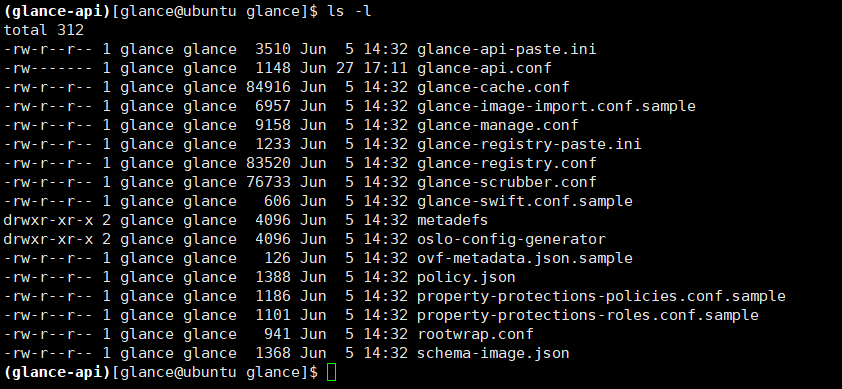 (glance-api)[glance@ubuntu glance]$ ls -l
total 312
-rw-r--r-- 1 glance glance  3510 Jun  5 14:32 glance-api-paste.ini
-rw------- 1 glance glance  1148 Jun 27 17:11 glance-api.conf
-rw-r--r-- 1 glance glance 84916 Jun  5 14:32 glance-cache.conf
-rw-r--r-- 1 glance glance  6957 Jun  5 14:32 glance-image-import.conf.sample
-rw-r--r-- 1 glance glance  9158 Jun  5 14:32 glance-manage.conf
-rw-r--r-- 1 glance glance  1233 Jun  5 14:32 glance-registry-paste.ini
-rw-r--r-- 1 glance glance 83520 Jun  5 14:32 glance-registry.conf
-rw-r--r-- 1 glance glance 76733 Jun  5 14:32 glance-scrubber.conf
-rw-r--r-- 1 glance glance   606 Jun  5 14:32 glance-swift.conf.sample
drwxr-xr-x 2 glance glance  4096 Jun  5 14:32 metadefs
drwxr-xr-x 2 glance glance  4096 Jun  5 14:32 oslo-config-generator
-rw-r--r-- 1 glance glance   126 Jun  5 14:32 ovf-metadata.json.sample
-rw-r--r-- 1 glance glance  1388 Jun  5 14:32 policy.json
-rw-r--r-- 1 glance glance  1186 Jun  5 14:32 property-protections-policies.conf.sample
-rw-r--r-- 1 glance glance  1101 Jun  5 14:32 property-protections-roles.conf.sample
-rw-r--r-- 1 glance glance   941 Jun  5 14:32 rootwrap.conf
-rw-r--r-- 1 glance glance  1368 Jun  5 14:32 schema-image.json
(glance-api)[glance@ubuntu glance]$